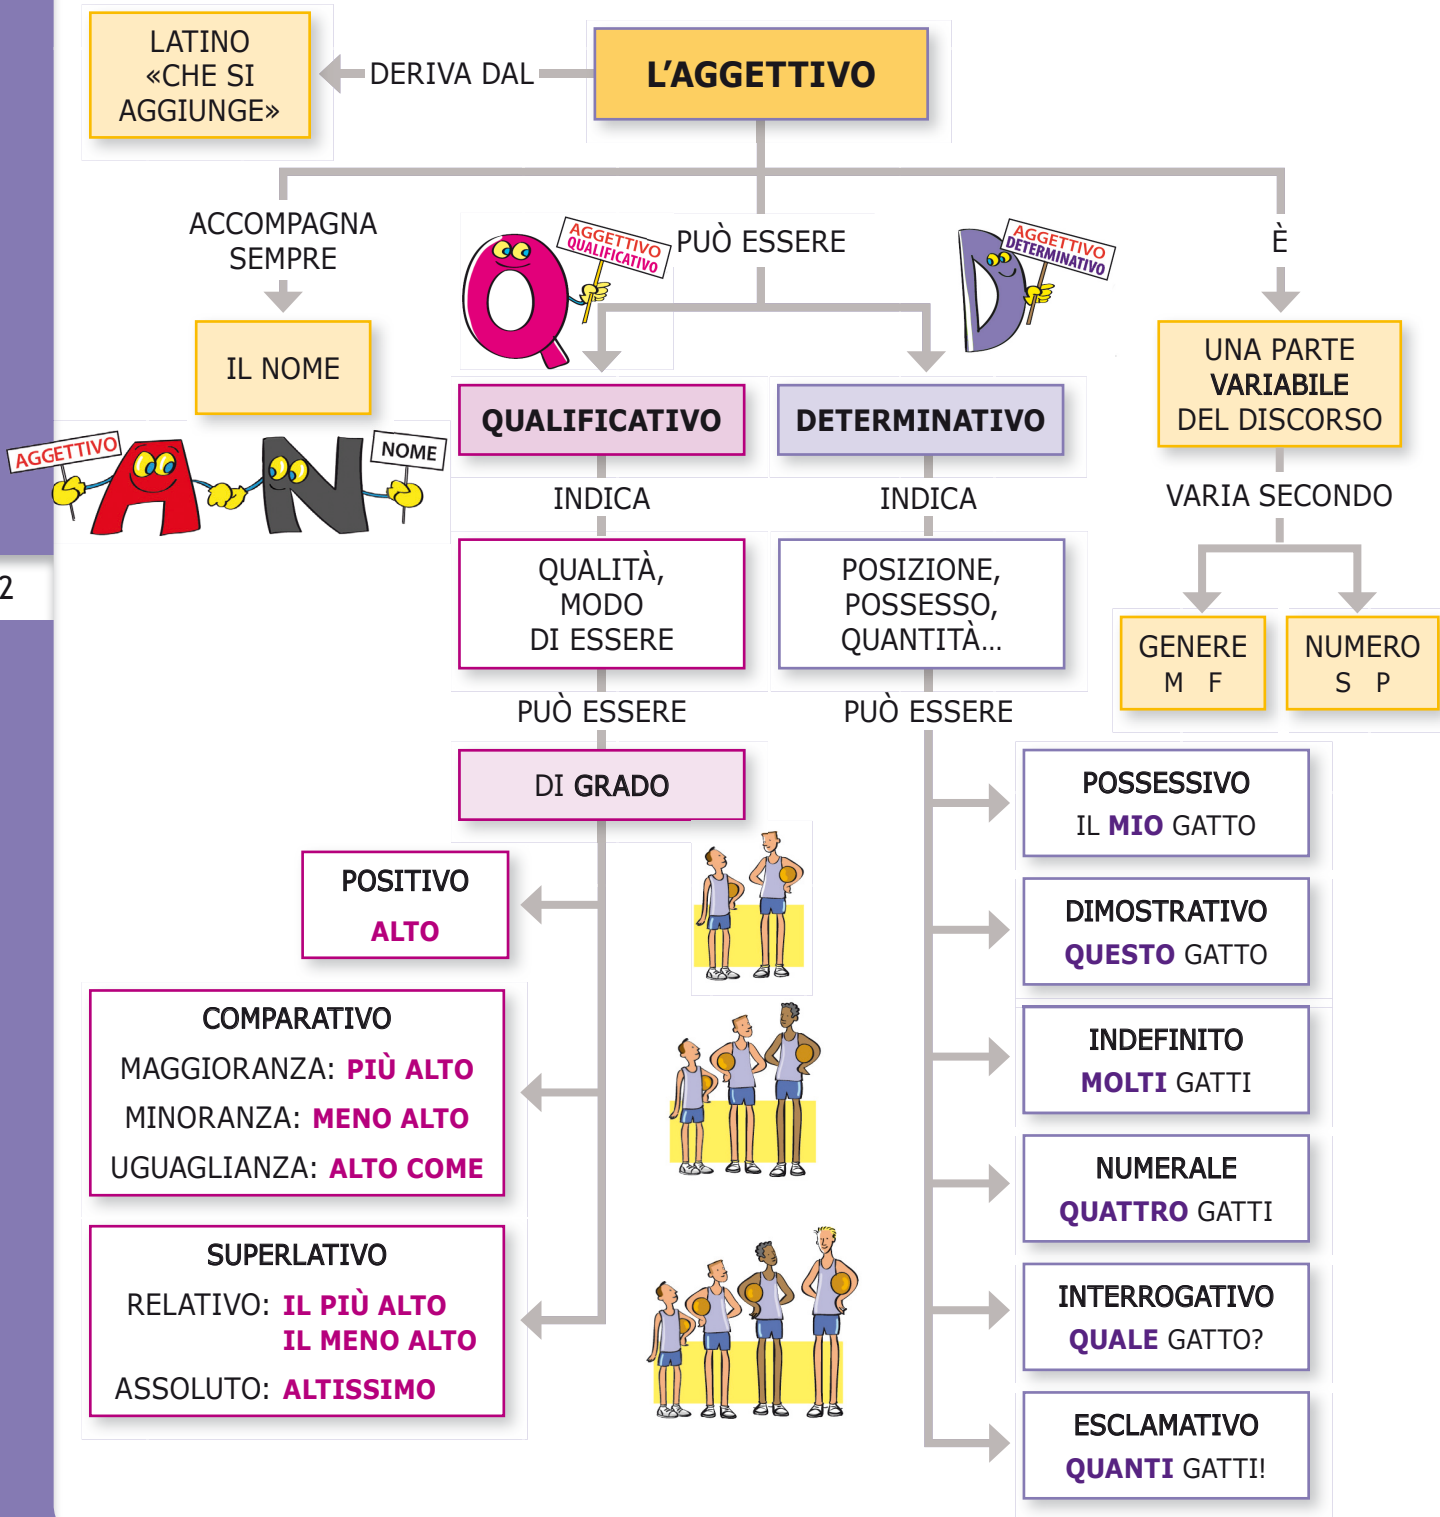 LATINO
«CHE SI
AGGIUNGE»
DERIVA DAL
L'AGGETTIVO
ACCOMPAGNA
SEMPRE
AGGETTIVO
QUALIFICATIVO
PUÒ ESSERE
AGGETTIVO
DETERMINATIVO
È
IL NOME
UNA PARTE
VARIABILE
DEL DISCORSO
QUALIFICATIVO
DETERMINATIVO
AGGETTIVO
NOME
INDICA
INDICA
VARIA SECONDO
QUALITÀ,
MODO
DI ESSERE
POSIZIONE,
POSSESSO,
QUANTITÀ...
2
GENERE
M F
NUMERO
S P
PUÒ ESSERE
PUÒ ESSERE
DI GRADO
POSITIVO
ALTO
COMPARATIVO
MAGGIORANZA: PIÙ ALTO
MINORANZA: MENO ALTO
UGUAGLIANZA: ALTO COME
SUPERLATIVO
RELATIVO: IL PIÙ ALTO
IL MENO ALTO
ASSOLUTO: ALTISSIMO
POSSESSIVO
IL MIO GATTO
DIMOSTRATIVO
QUESTO GATTO
INDEFINITO
MOLTI GATTI
NUMERALE
QUATTRO GATTI
INTERROGATIVO
QUALE GATTO?
ESCLAMATIVO
QUANTI GATTI!